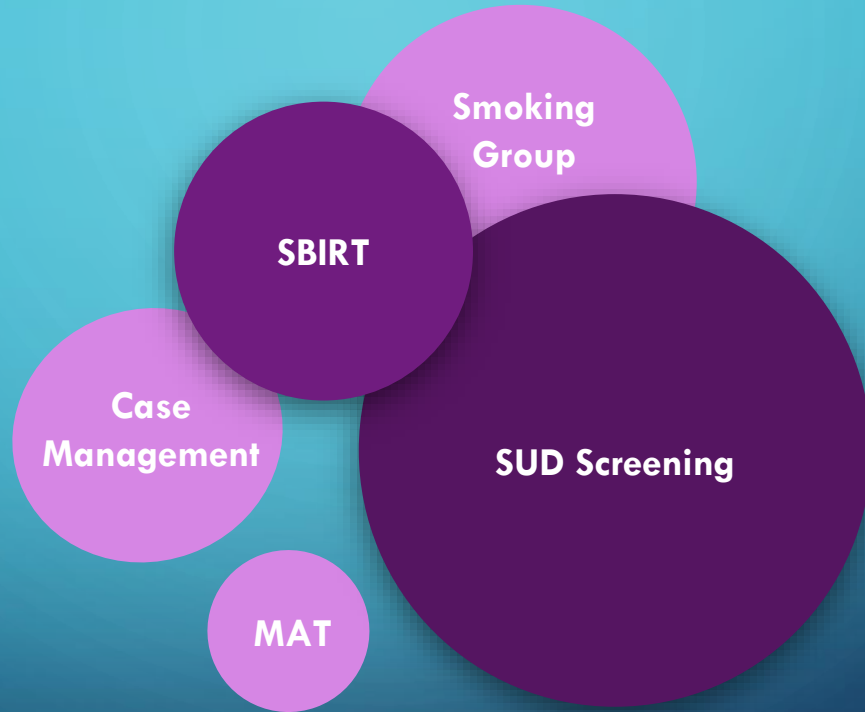 Smoking
Group
SBIRT
Case
Management
SUD Screening
MAT